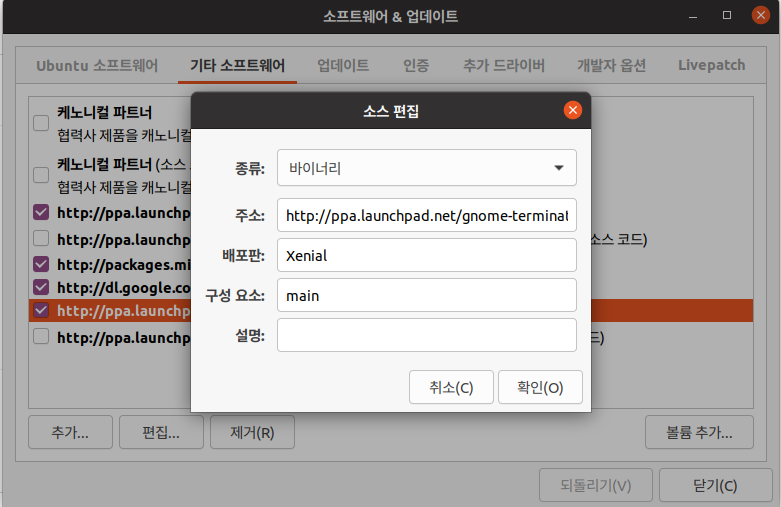 소프트웨어 & 업데이트
Ubuntu 소프트웨어 기타 소프트웨어 업데이트 인증 추가 드라이버 개발자 옵션 Livepatch
소스 편집
케노니컬 파트너
협력사 제품을 캐노니컬
케노니컬 파트너 (소스
협력사 제품을 캐노니컬
http://ppa.launchp
http://ppa.launchp 소스 코드)
http://packages.mi
http://dl.google.co
http://ppa.launchp
http://ppa.launchp 드)
종류: 바이너리
주소: http://ppa.launchpad.net/gnome-terminat
배포판: Xenial
구성 요소: main
설명:
취소(C) 확인(O)
추가... 편집... 제거(R) 볼륨 추가...
되돌리기(V) 닫기(C)